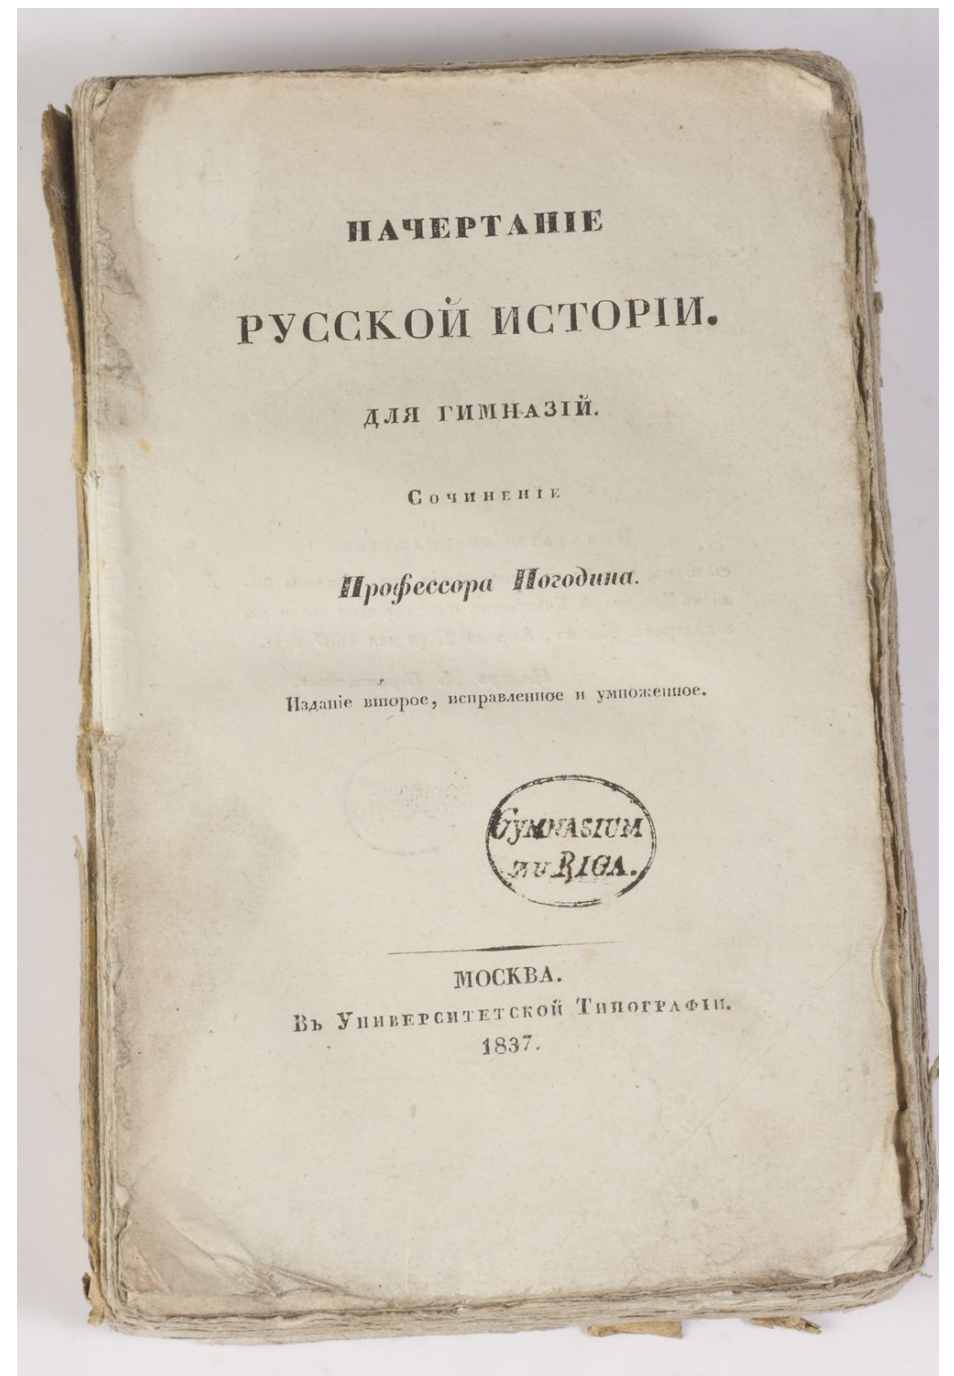 НАЧЕРТАНІЕ
РУССКОЙ ИСТОРІИ.
ДЛЯ ГИМНАЗІЙ.
Сочиненіе
Профессора Погодина.
Изданіе второе, исправленное и умноженное.
GYMNASIUM
ZU RIGA.
МОСКВА.
Въ Университетской Типографіи.
1837.